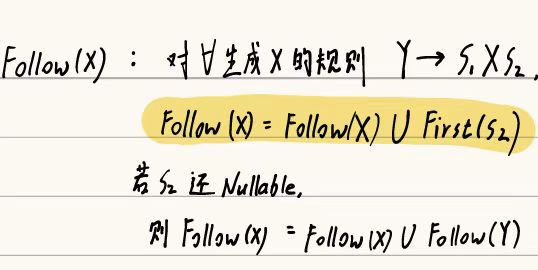 Follow(X) : 对∀生成X的规则 Y→S₁XS₂,
Follow(X) = Follow(X) ∪ First(S₂)
若S₂还Nullable,
则 Follow(X) = Follow(X) ∪ Follow(Y)